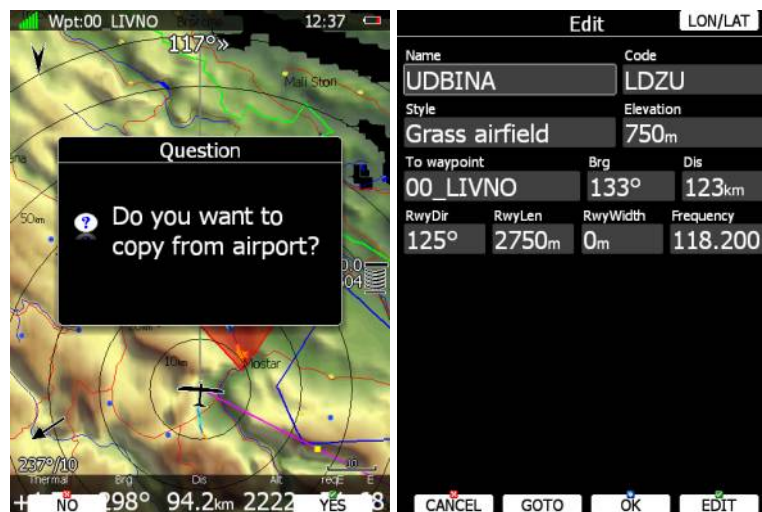 Wpt:00_LIVNO
12:37
117°»
Mali Ston
Question
Do you want to
copy from airport?
50km
10km
Mostar
237°/10
10
Thermal Brg Dis Alt reqE E
298° 94.2km 2222
NO YES
Edit LON/LAT
Name Code
UDBINA LDZU
Style Elevation
Grass airfield 750m
To waypoint Brg Dis
00_LIVNO 133° 123km
RwyDir RwyLen RwyWidth Frequency
125° 2750m 0m 118.200
CANCEL GOTO OK EDIT